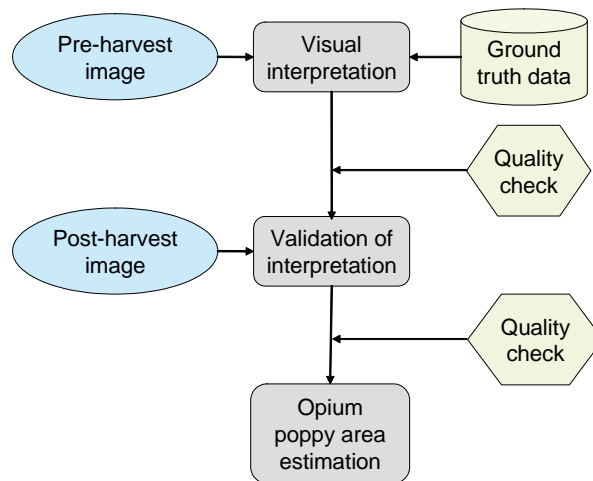 Pre-harvest
image
Visual
interpretation
Ground
truth data
Quality
check
Post-harvest
image
Validation of
interpretation
Quality
check
Opium
poppy area
estimation